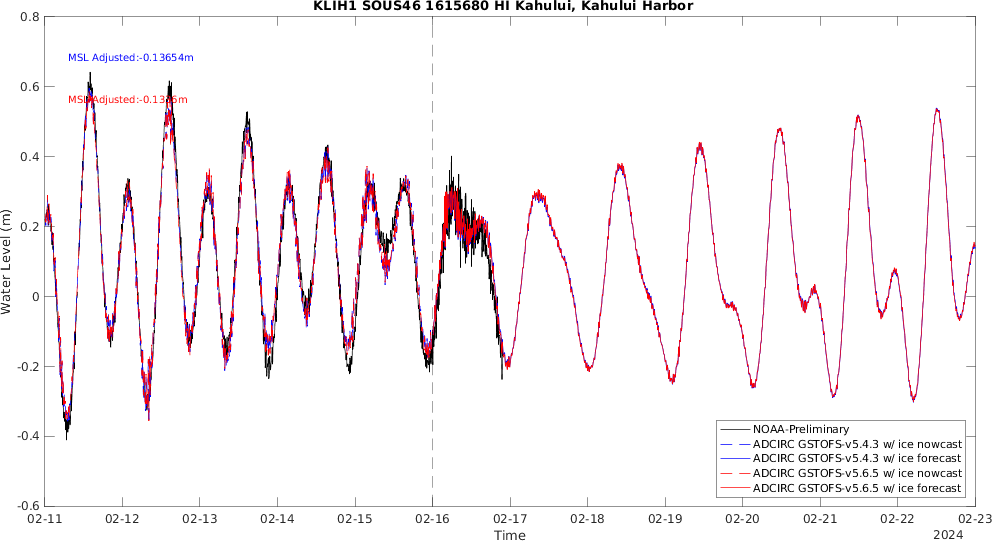 KLIH1 SOUS46 1615680 HI Kahului, Kahului Harbor
0.8
0.6
0.4
0.2
0
-0.2
-0.4
-0.6
Water Level (m)
MSL Adjusted:-0.13654m
MSL Adjusted:
NOAA-Preliminary
ADCIRC GSTOFS-v5.4.3 w/ ice nowcast
ADCIRC GSTOFS-v5.4.3 w/ ice forecast
ADCIRC GSTOFS-v5.6.5 w/ ice nowcast
ADCIRC GSTOFS-v5.6.5 w/ ice forecast
02-11 02-12 02-13 02-14 02-15 02-16 02-17 02-18 02-19 02-20 02-21 02-22 02-23
Time
2024